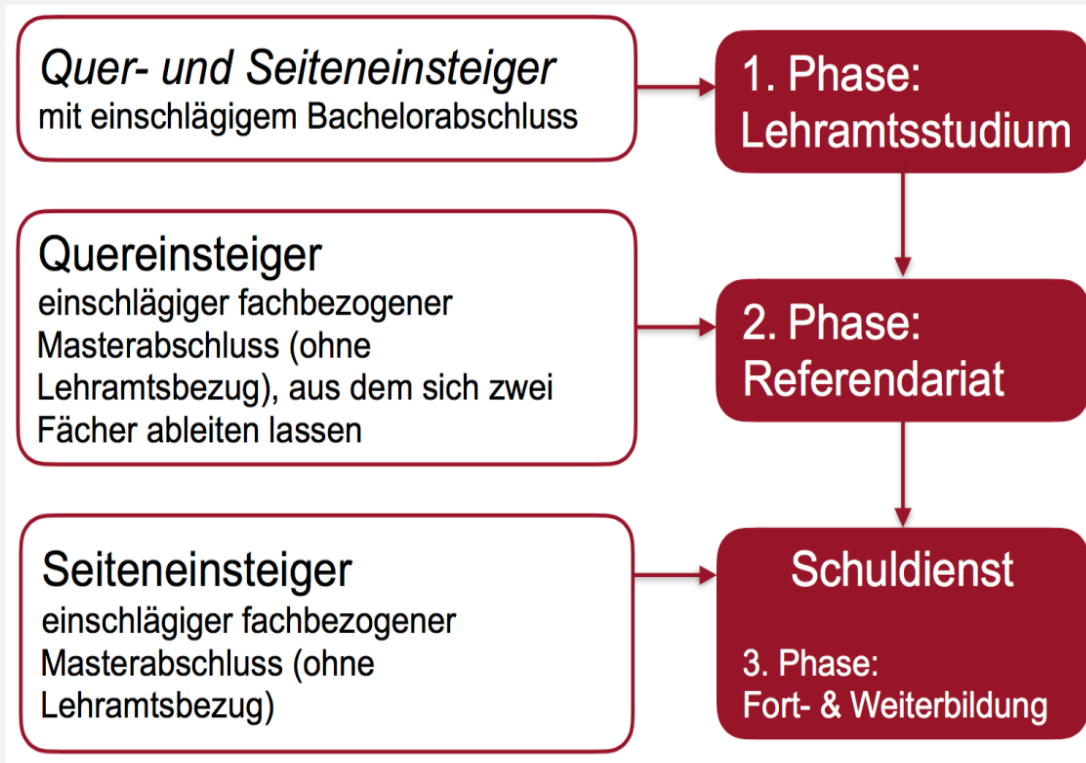 Quer- und Seiteneinsteiger
mit einschlägigem Bachelorabschluss
1. Phase:
Lehramtsstudium
Quereinsteiger
einschlägiger fachbezogener
Masterabschluss (ohne
Lehramtsbezug), aus dem sich zwei
Fächer ableiten lassen
2. Phase:
Referendariat
Seiteneinsteiger
einschlägiger fachbezogener
Masterabschluss (ohne
Lehramtsbezug)
Schuldienst
3. Phase:
Fort- & Weiterbildung